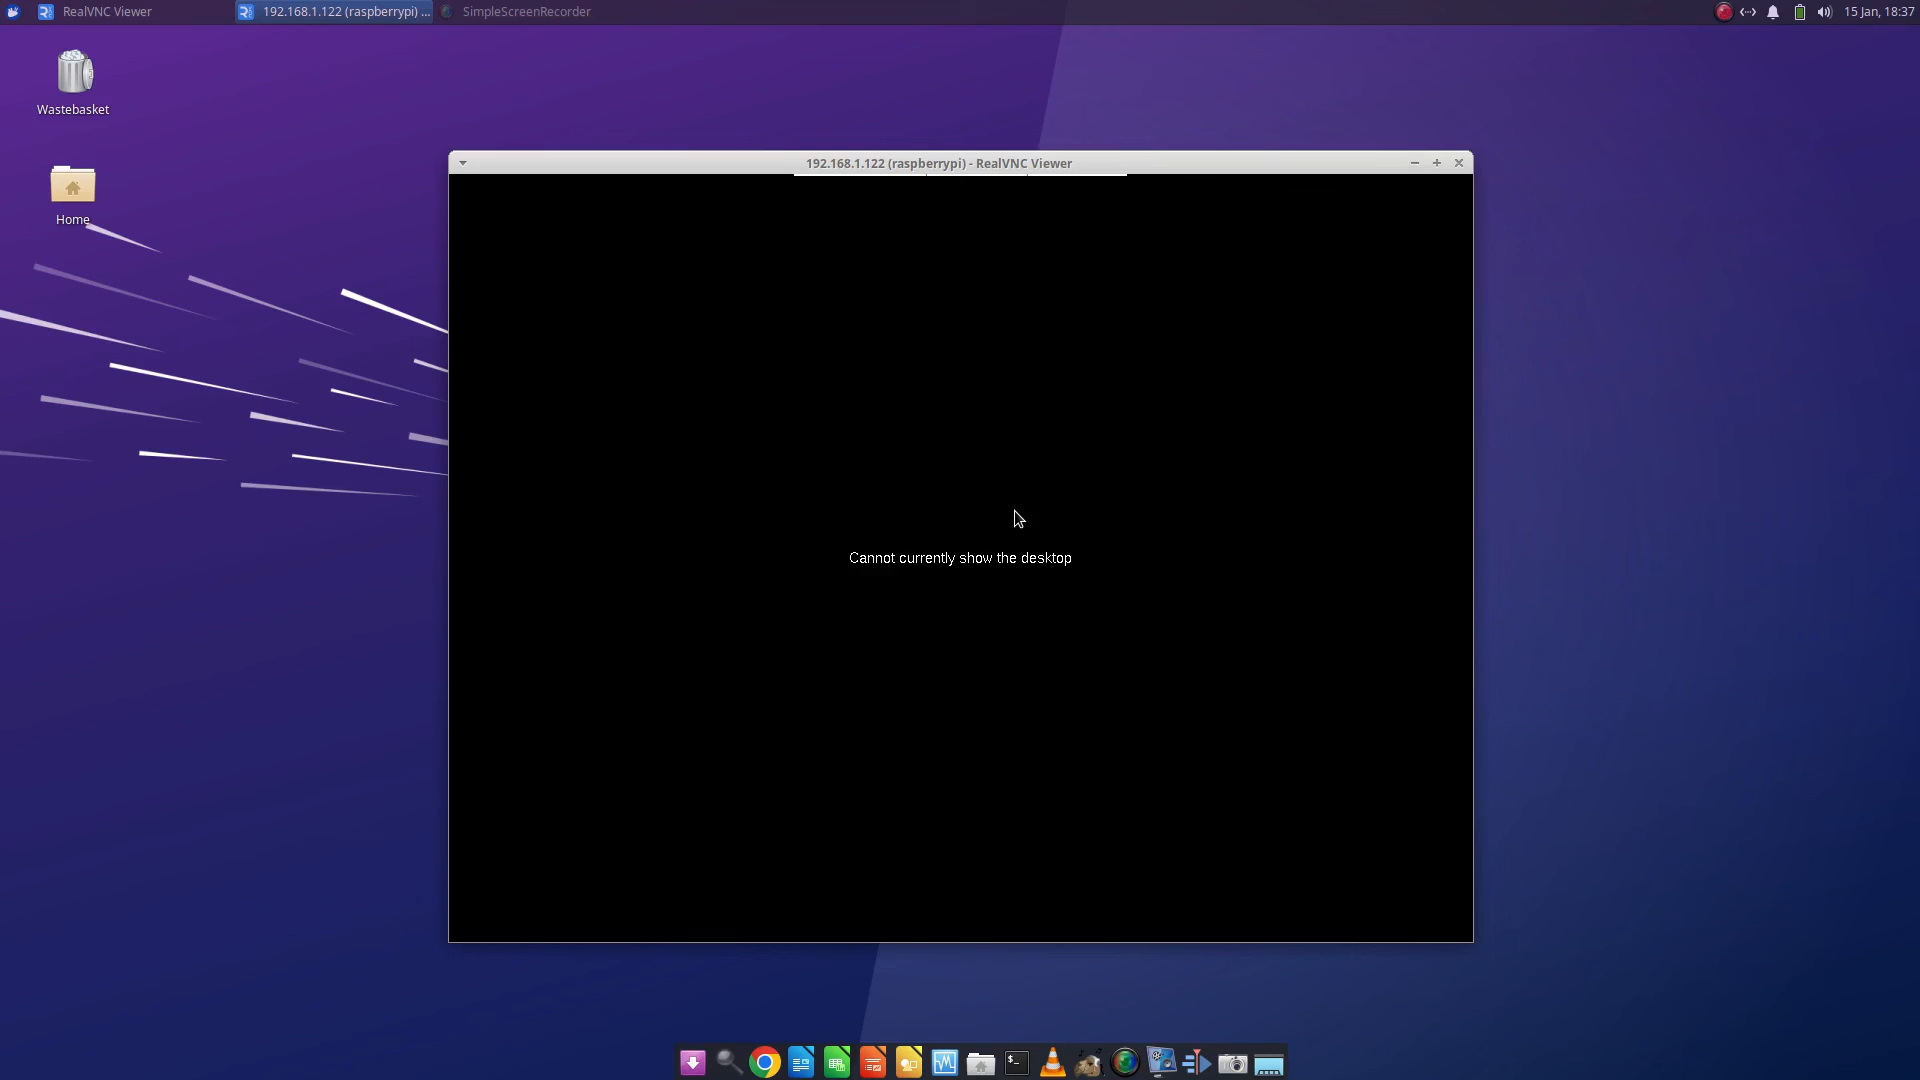 RealVNC Viewer
192.168.1.122 (raspberrypi) ...
SimpleScreenRecorder
15 Jan, 18:37
Wastebasket
Home
192.168.1.122 (raspberrypi) - RealVNC Viewer
Cannot currently show the desktop